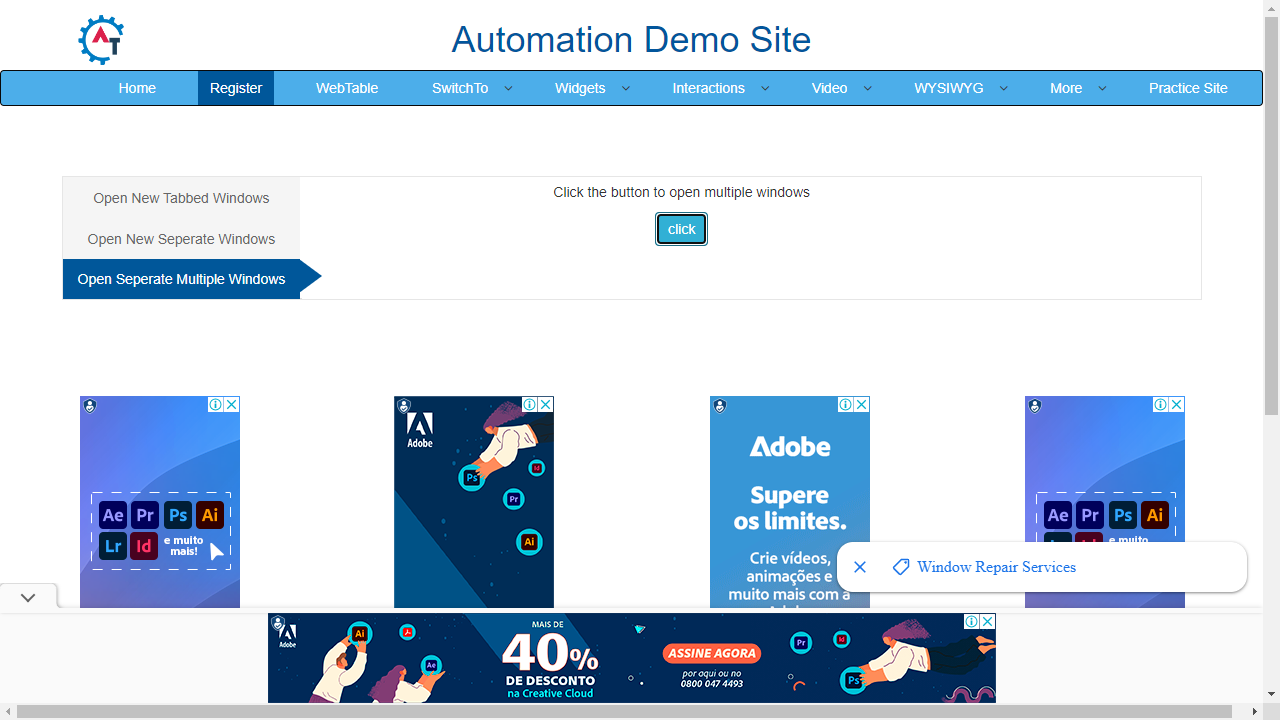 AT
Automation Demo Site
Home
Register
WebTable
SwitchTo
Widgets
Interactions
Video
WYSIWYG
More
Practice Site
Open New Tabbed Windows
Open New Seperate Windows
Open Seperate Multiple Windows
Click the button to open multiple windows
click
Ae Pr Ps Ai
Lr Id e muito
mais!
Adobe
Ps
Id
Pr
Ai
Adobe
Supere
os limites.
Crie vídeos,
animações e
muito mais com a
Ae Pr Ps Ai
e muito
Window Repair Services
Adobe
Ai
Ae
MAIS DE
40%
DE DESCONTO
na Creative Cloud
ASSINE AGORA
por aqui ou no
0800 047 4493
Pr
Id
Ps